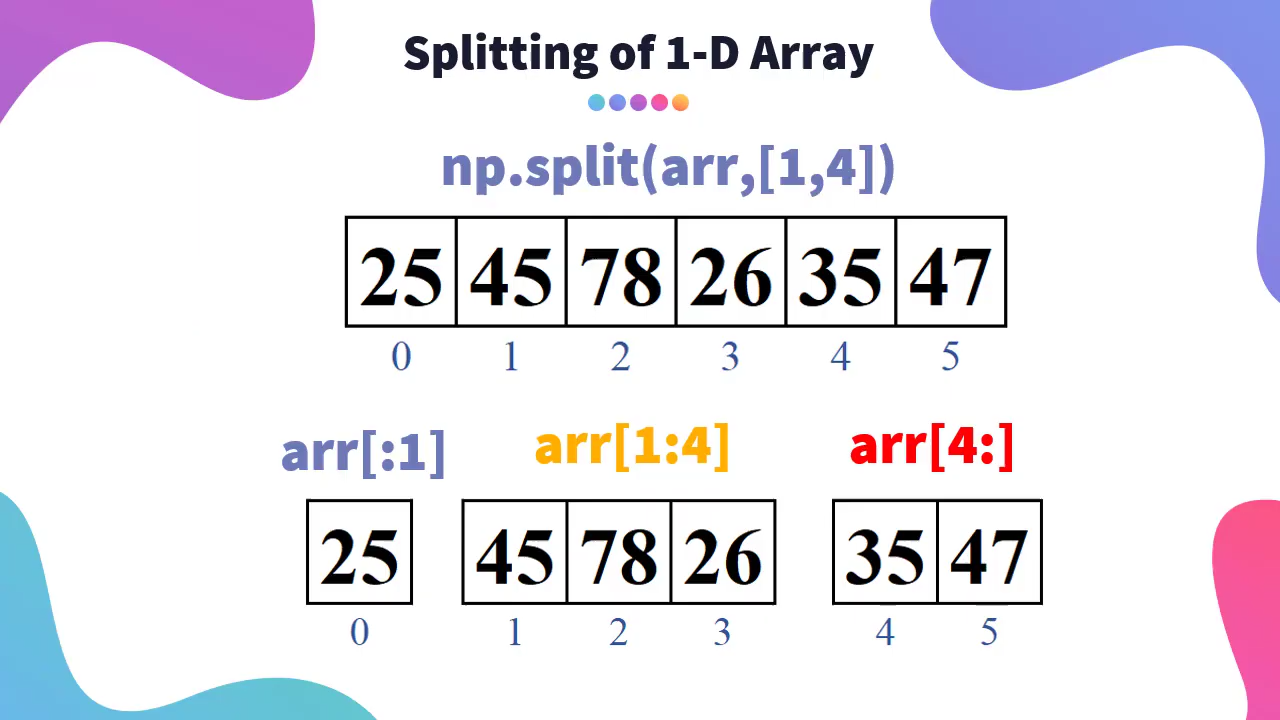 Splitting of 1-D Array
np.split(arr,[1,4])
25 45 78 26 35 47
0 1 2 3 4 5
arr[:1] arr[1:4] arr[4:]
25 45 78 26 35 47
0 1 2 3 4 5